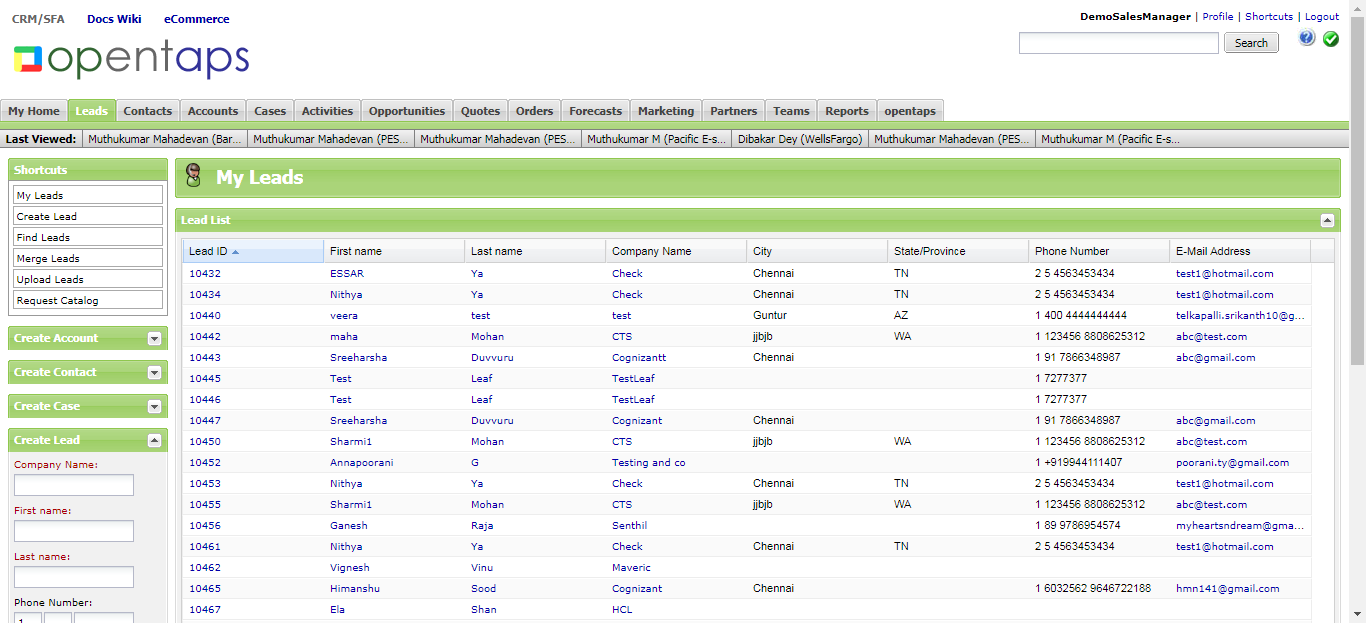 CRM/SFA Docs Wiki eCommerce
DemoSalesManager | Profile | Shortcuts | Logout
opentaps
Search
My Home Leads Contacts Accounts Cases Activities Opportunities Quotes Orders Forecasts Marketing Partners Teams Reports opentaps
Last Viewed: Muthukumar Mahadevan (Bar... Muthukumar Mahadevan (PES... Muthukumar Mahadevan (PES... Muthukumar M (Pacific E-s... Dibakar Dey (WellsFargo) Muthukumar Mahadevan (PES... Muthukumar M (Pacific E-s...
Shortcuts
My Leads
Create Lead
Find Leads
Merge Leads
Upload Leads
Request Catalog
Create Account
Create Contact
Create Case
Create Lead
Company Name:
First name:
Last name:
Phone Number:
1
My Leads
Lead List
Lead ID First name Last name Company Name City State/Province Phone Number E-Mail Address
10432 ESSAR Ya Check Chennai TN 2 5 4563453434 test1@hotmail.com
10434 Nithya Ya Check Chennai TN 2 5 4563453434 test1@hotmail.com
10440 veera test test Guntur AZ 1 400 4444444444 telkapalli.srikanth10@g...
10442 maha Mohan CTS jjbjb WA 1 123456 8808625312 abc@test.com
10443 Sreeharsha Duvvuru Cognizantt Chennai 1 91 7866348987 abc@gmail.com
10445 Test Leaf TestLeaf 1 7277377
10446 Test Leaf TestLeaf 1 7277377
10447 Sreeharsha Duvvuru Cognizant Chennai 1 91 7866348987 abc@gmail.com
10450 Sharmi1 Mohan CTS jjbjb WA 1 123456 8808625312 abc@test.com
10452 Annapoorani G Testing and co 1 +919944111407 poorani.ty@gmail.com
10453 Nithya Ya Check Chennai TN 2 5 4563453434 test1@hotmail.com
10455 Sharmi1 Mohan CTS jjbjb WA 1 123456 8808625312 abc@test.com
10456 Ganesh Raja Senthil 1 89 9786954574 myheartsndream@gma...
10461 Nithya Ya Check Chennai TN 2 5 4563453434 test1@hotmail.com
10462 Vignesh Vinu Maveric
10465 Himanshu Sood Cognizant Chennai 1 6032562 9646722188 hmn141@gmail.com
10467 Ela Shan HCL